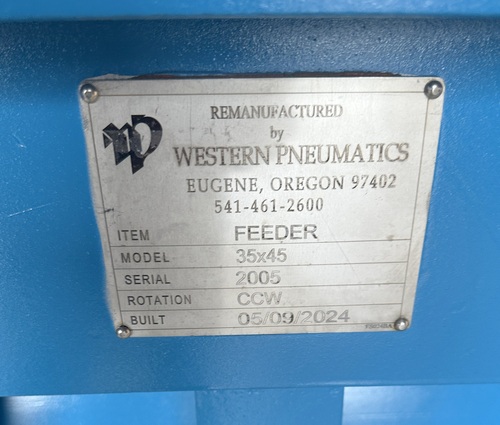 REMANUFACTURED
by
WESTERN PNEUMATICS
EUGENE, OREGON 97402
541-461-2600
ITEM FEEDER
MODEL 35x45
SERIAL 2005
ROTATION CCW
BUILT 05/09/2024